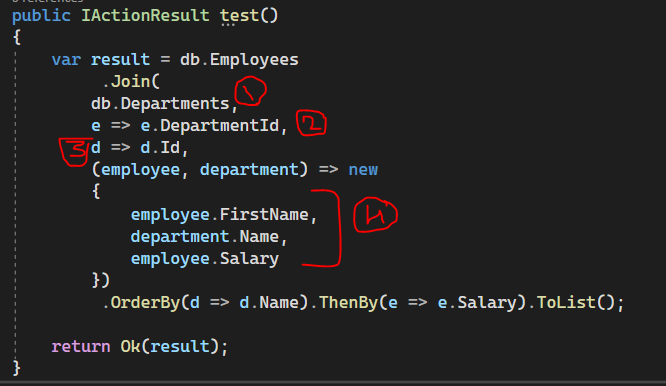 public IActionResult test()
{
var result = db.Employees
.Join(
db.Departments, 1
e => e.DepartmentId, 2
3 d => d.Id,
(employee, department) => new
{
employee.FirstName,
department.Name, 4
employee.Salary
})
.OrderBy(d => d.Name).ThenBy(e => e.Salary).ToList();
return Ok(result);
}